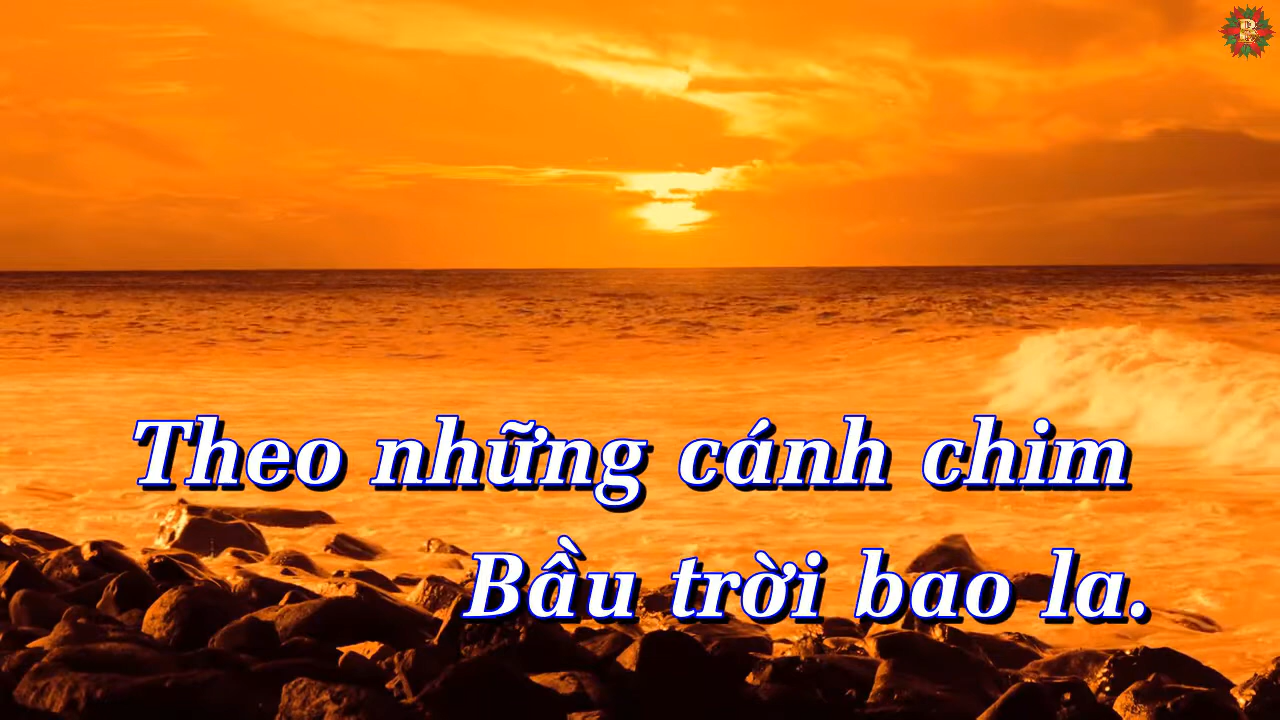 Theo những cánh chim
Bầu trời bao la.